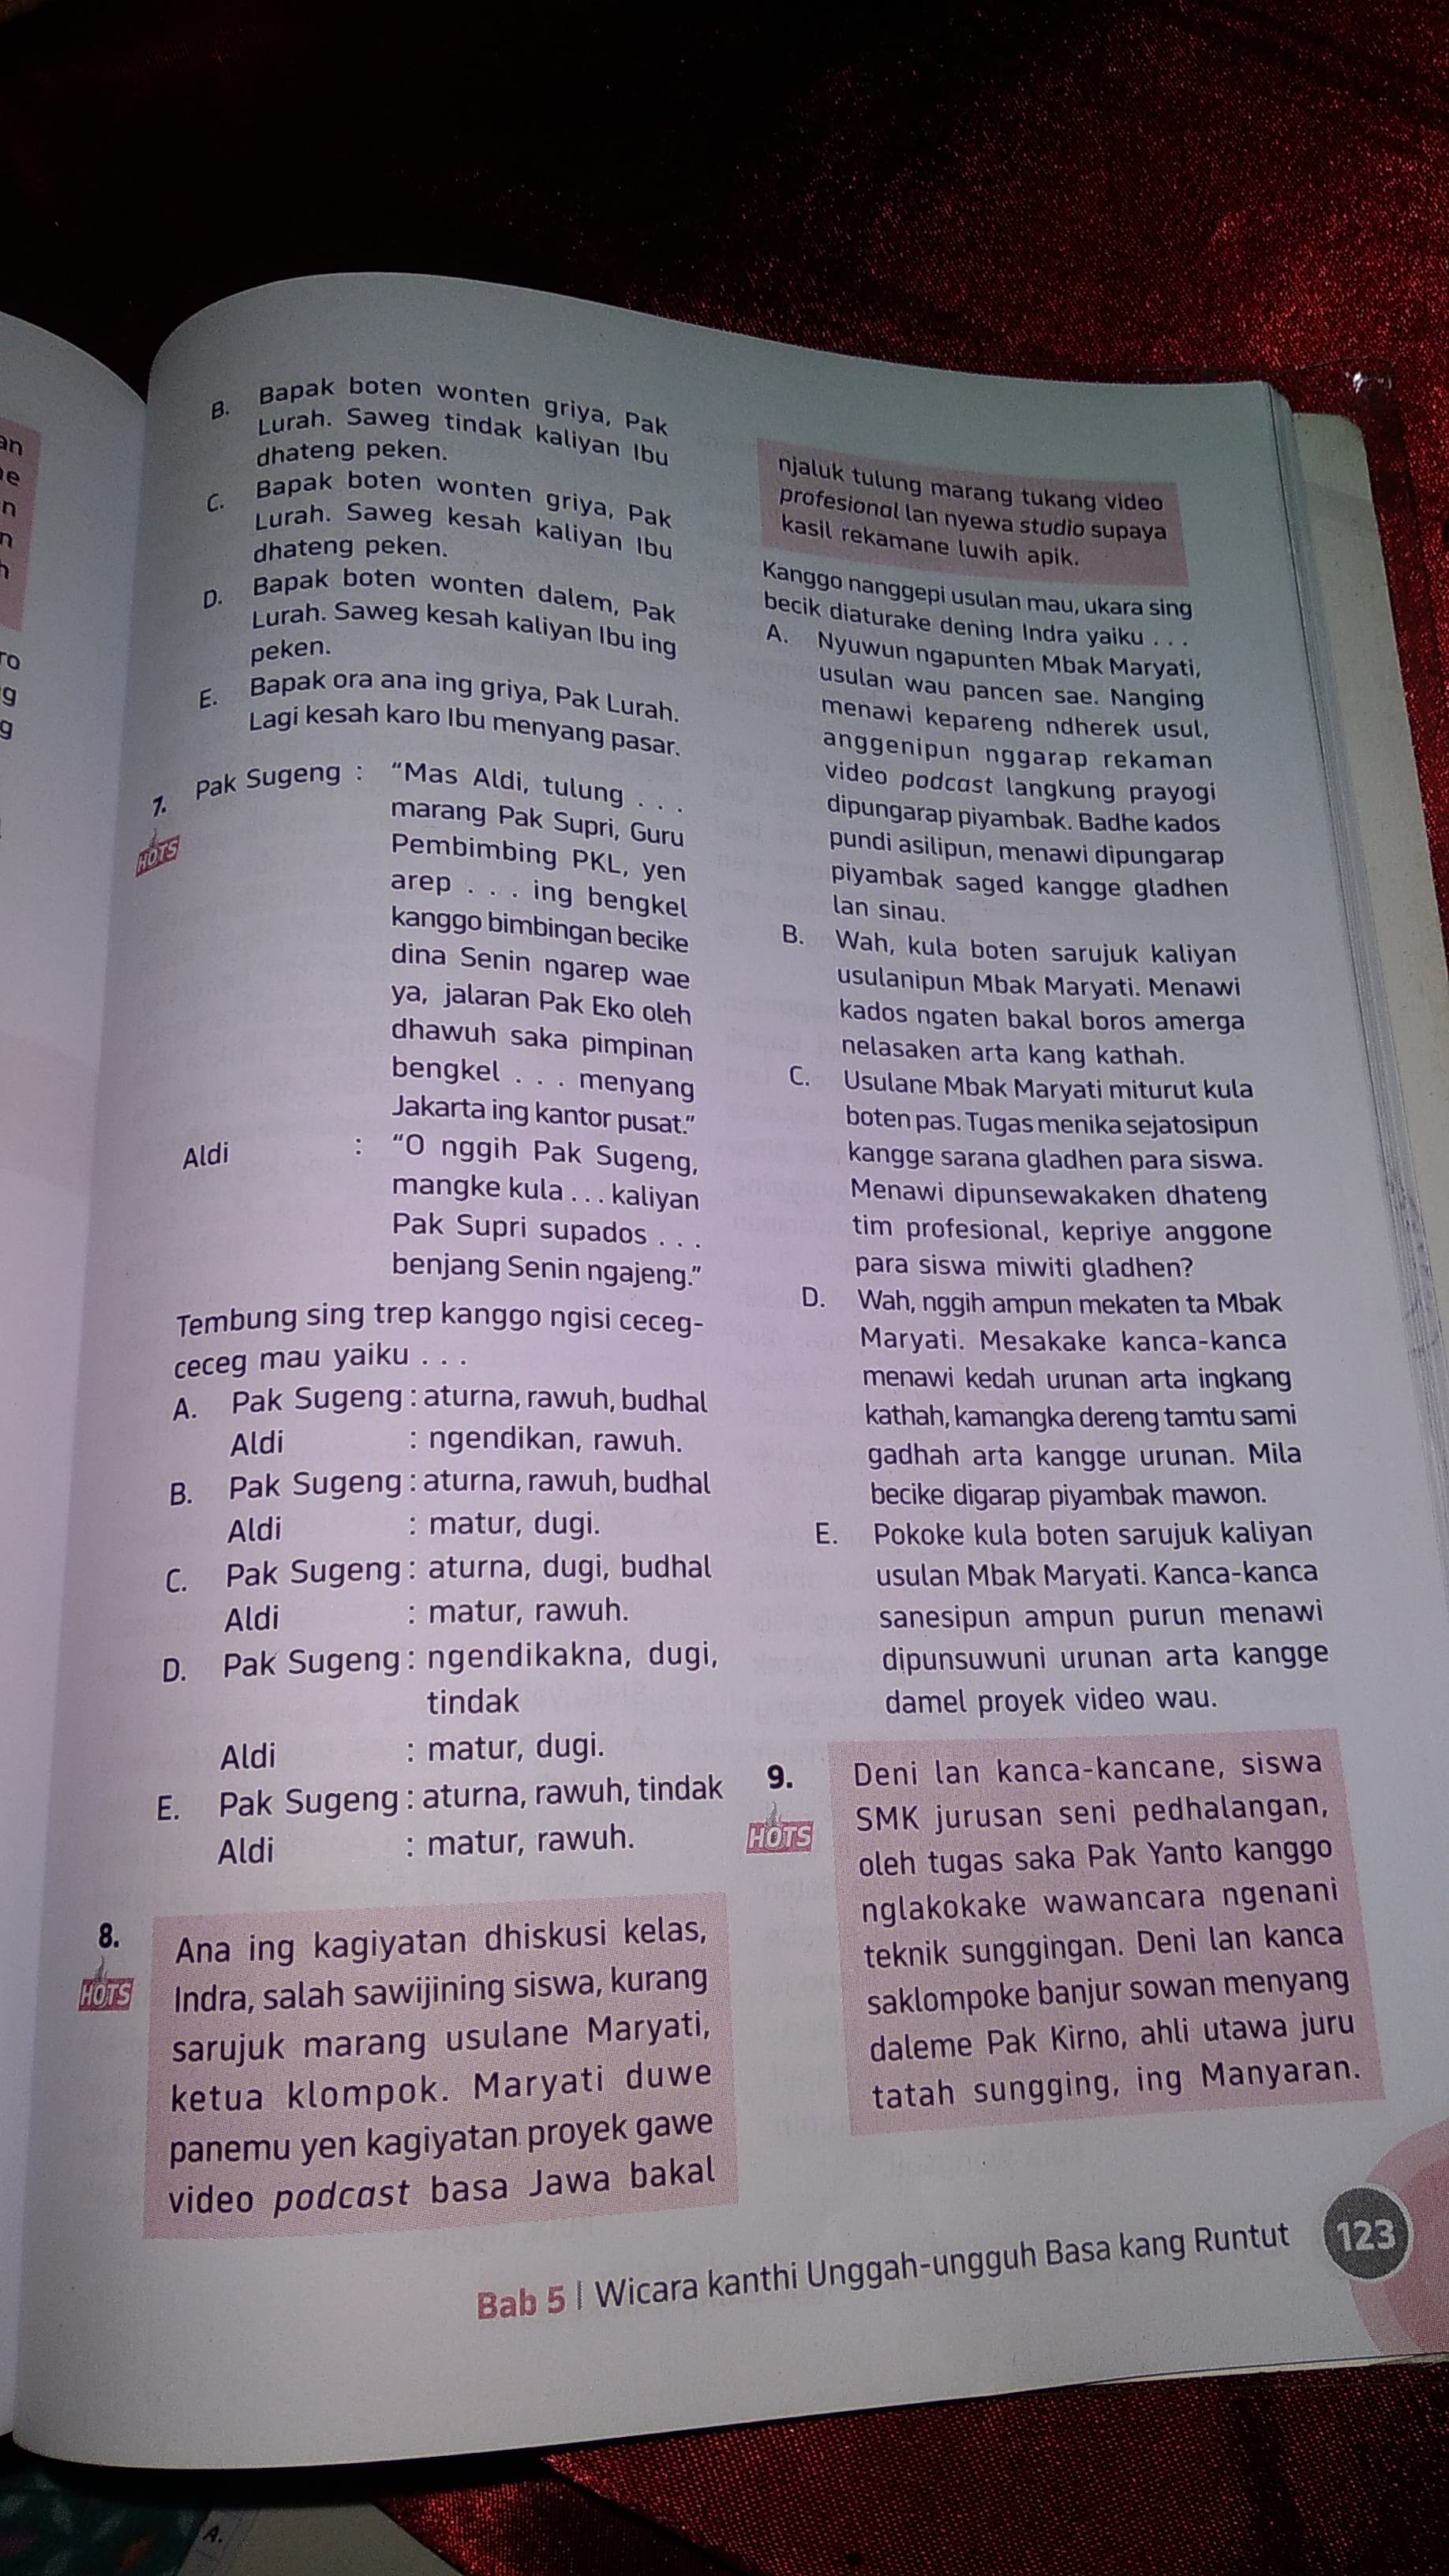 B. Bapak boten wonten griya, Pak
Lurah. Saweg tindak kaliyan Ibu
dhateng peken.
C. Bapak boten wonten griya, Pak
Lurah. Saweg kesah kaliyan Ibu
dhateng peken.
D. Bapak boten wonten dalem, Pak
Lurah. Saweg kesah kaliyan Ibu ing
peken.
E. Bapak ora ana ing griya, Pak Lurah.
Lagi kesah karo Ibu menyang pasar.
7. Pak Sugeng : “Mas Aldi, tulung . . .
HOTS
marang Pak Supri, Guru
Pembimbing PKL, yen
arep . . . ing bengkel
kanggo bimbingan becike
dina Senin ngarep wae
ya, jalaran Pak Eko oleh
dhawuh saka pimpinan
bengkel . . . menyang
Jakarta ing kantor pusat.”
Aldi : “O nggih Pak Sugeng,
mangke kula . . . kaliyan
Pak Supri supados . . .
benjang Senin ngajeng.”
Tembung sing trep kanggo ngisi ceceg-
ceceg mau yaiku . . .
A. Pak Sugeng : aturna, rawuh, budhal
Aldi : ngendikan, rawuh.
B. Pak Sugeng : aturna, rawuh, budhal
Aldi : matur, dugi.
C. Pak Sugeng : aturna, dugi, budhal
Aldi : matur, rawuh.
D. Pak Sugeng : ngendikakna, dugi,
tindak
Aldi : matur, dugi.
E. Pak Sugeng : aturna, rawuh, tindak
Aldi : matur, rawuh.
8. Ana ing kagiyatan dhiskusi kelas,
HOTS
Indra, salah sawijining siswa, kurang
sarujuk marang usulane Maryati,
ketua klompok. Maryati duwe
panemu yen kagiyatan proyek gawe
video podcast basa Jawa bakal
njaluk tulung marang tukang video
profesional lan nyewa studio supaya
kasil rekamane luwih apik.
Kanggo nanggepi usulan mau, ukara sing
becik diaturake dening Indra yaiku . . .
A. Nyuwun ngapunten Mbak Maryati,
usulan wau pancen sae. Nanging
menawi kepareng ndherek usul,
anggenipun nggarap rekaman
video podcast langkung prayogi
dipungarap piyambak. Badhe kados
pundi asilipun, menawi dipungarap
piyambak saged kangge gladhen
lan sinau.
B. Wah, kula boten sarujuk kaliyan
usulanipun Mbak Maryati. Menawi
kados ngaten bakal boros amerga
nelasaken arta kang kathah.
C. Usulane Mbak Maryati miturut kula
boten pas. Tugas menika sejatosipun
kangge sarana gladhen para siswa.
Menawi dipunsewakaken dhateng
tim profesional, kepriye anggone
para siswa miwiti gladhen?
D. Wah, nggih ampun mekaten ta Mbak
Maryati. Mesakake kanca-kanca
menawi kedah urunan arta ingkang
kathah, kamangka dereng tamtu sami
gadhah arta kangge urunan. Mila
becike digarap piyambak mawon.
E. Pokoke kula boten sarujuk kaliyan
usulan Mbak Maryati. Kanca-kanca
sanesipun ampun purun menawi
dipunsuwuni urunan arta kangge
damel proyek video wau.
9. Deni lan kanca-kancane, siswa
HOTS
SMK jurusan seni pedhalangan,
oleh tugas saka Pak Yanto kanggo
nglakokake wawancara ngenani
teknik sunggingan. Deni lan kanca
saklompoke banjur sowan menyang
daleme Pak Kirno, ahli utawa juru
tatah sungging, ing Manyaran.
Bab 5 | Wicara kanthi Unggah-ungguh Basa kang Runtut 123
A.